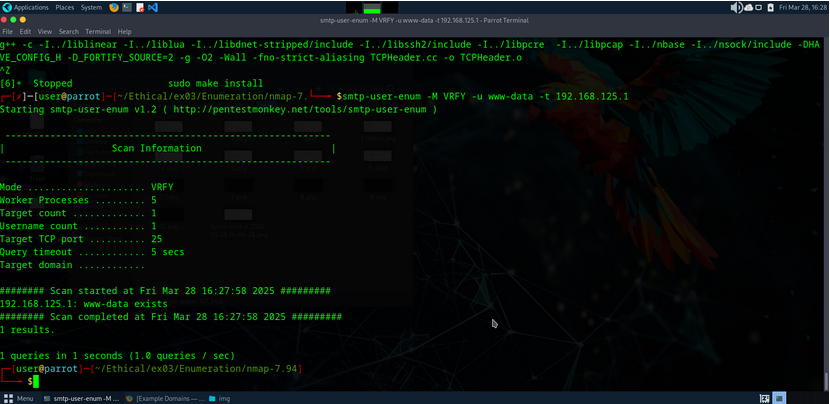 Applications Places System Fri Mar 28, 16:28
smtp-user-enum -M VRFY -u www-data -t 192.168.125.1 - Parrot Terminal
File Edit View Search Terminal Help
g++ -c -I../liblinear -I../liblua -I../libdnet-stripped/include -I../libssh2/include -I../libpcre -I../libpcap -I../nbase -I../nsock/include -DHA
VE_CONFIG_H -D_FORTIFY_SOURCE=2 -g -O2 -Wall -fno-strict-aliasing TCPHeader.cc -o TCPHeader.o
^Z
[6]+ Stopped sudo make install
┌─[✗]─[user@parrot]─[~/Ethical/ex03/Enumeration/nmap-7.└──╼ $smtp-user-enum -M VRFY -u www-data -t 192.168.125.1
Starting smtp-user-enum v1.2 ( http://pentestmonkey.net/tools/smtp-user-enum )
----------------------------------------------------------
| Scan Information |
----------------------------------------------------------
Mode ..................... VRFY
Worker Processes ......... 5
Target count ............. 1
Username count ........... 1
Target TCP port .......... 25
Query timeout ............ 5 secs
Target domain ............
######## Scan started at Fri Mar 28 16:27:58 2025 #########
192.168.125.1: www-data exists
######## Scan completed at Fri Mar 28 16:27:58 2025 #########
1 results.
1 queries in 1 seconds (1.0 queries / sec)
┌─[user@parrot]─[~/Ethical/ex03/Enumeration/nmap-7.94]
└──╼ $
Menu smtp-user-enum -M ... [Example Domains — ... img